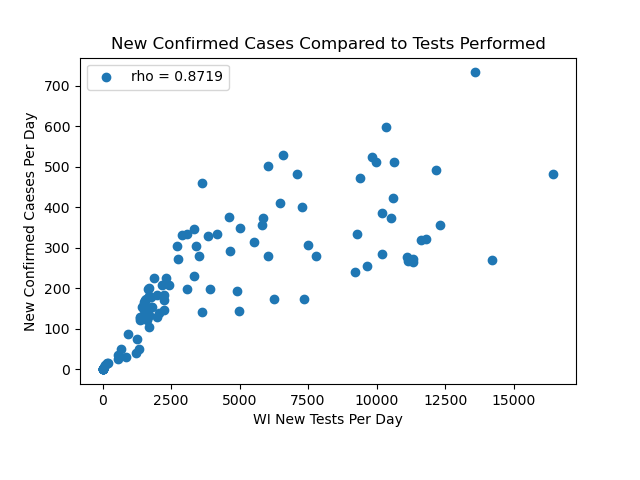 New Confirmed Cases Compared to Tests Performed
rho = 0.8719
New Confirmed Caeses Per Day
700
600
500
400
300
200
100
0
0 2500 5000 7500 10000 12500 15000
WI New Tests Per Day